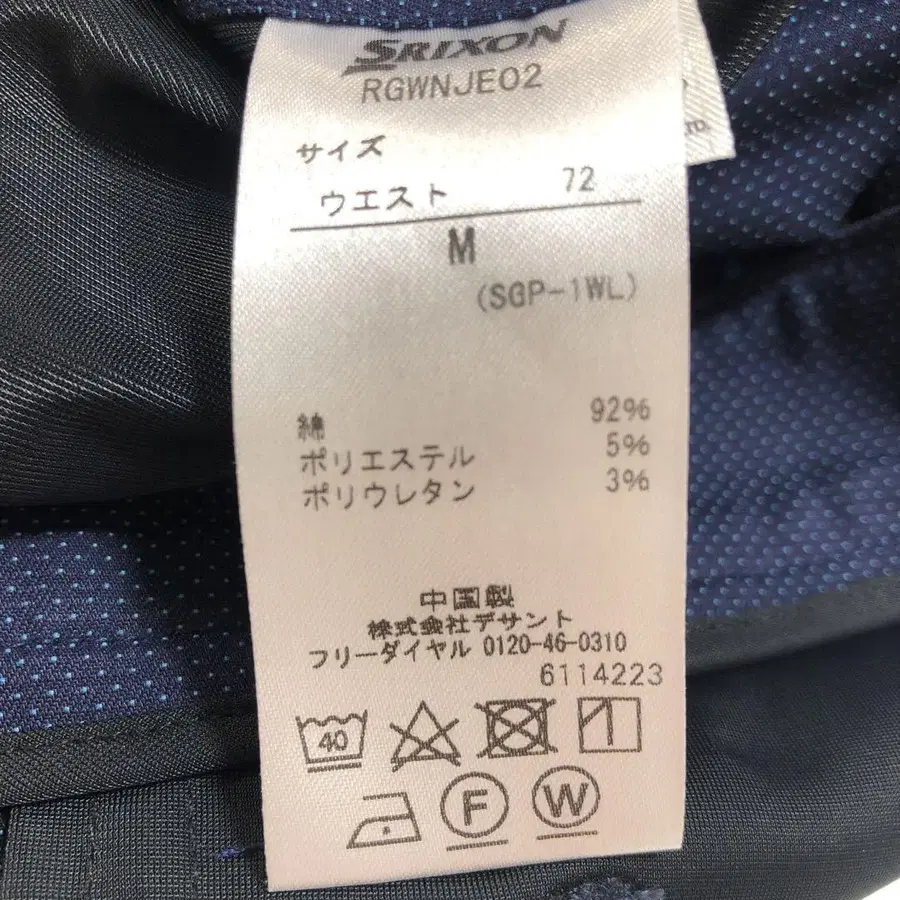 SRIXON
RGWNJE02
サイズ
ウエスト 72
M
(SGP-1WL)
綿 92%
ポリエステル 5%
ポリウレタン 3%
中国製
株式会社デサント
フリーダイヤル 0120-46-0310
6114223
40
F W